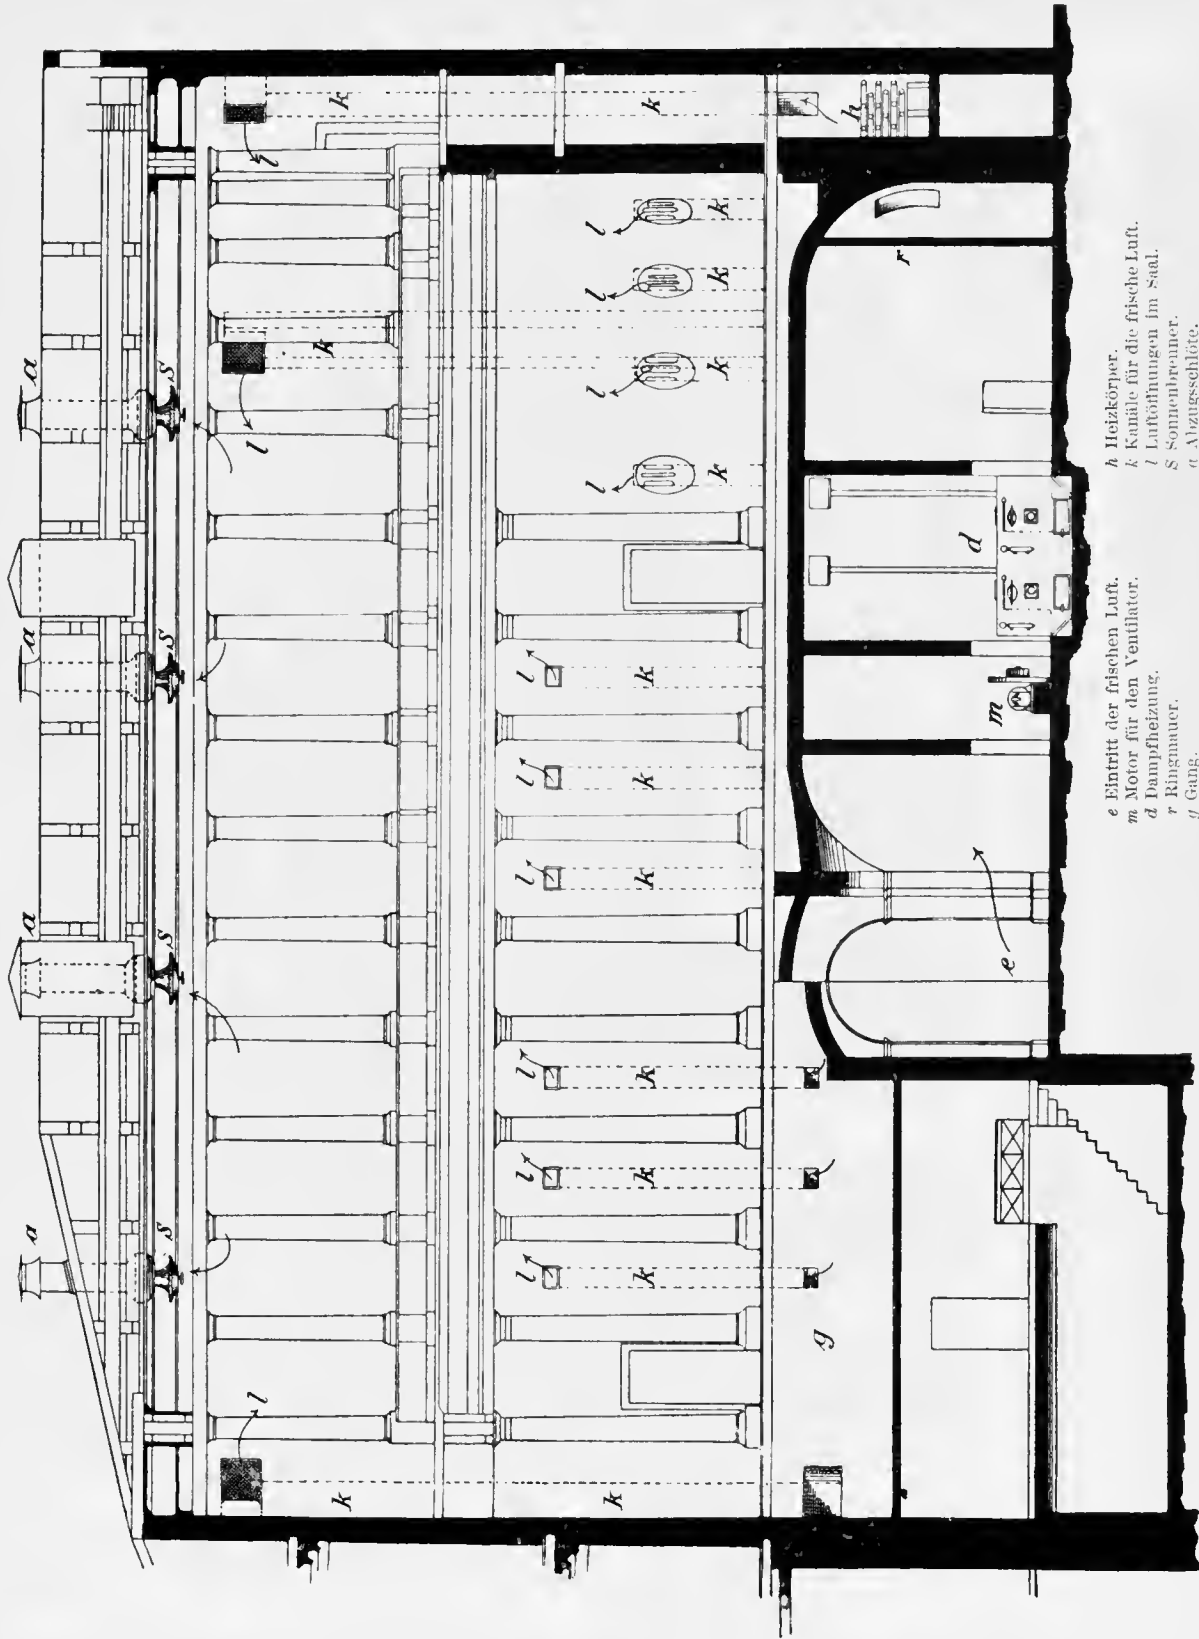 a a a a
S S S S
l l l k
k k k
l l l l l l l l l l
k k k k k k k k k k
h
g e m d r
e Eintritt der frischen Luft.
m Motor für den Ventilator.
d Dampfheizung.
r Ringmauer.
g Gang.
h Heizkörper.
k Kanäle für die frische Luft.
l Luftöffnungen im Saal.
S Sonnenbrenner.
a Abzugsschlöte.